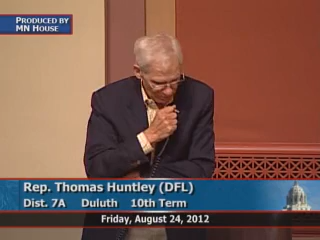 PRODUCED BY
MN HOUSE
Rep. Thomas Huntley (DFL)
Dist. 7A Duluth 10th Term
Friday, August 24, 2012